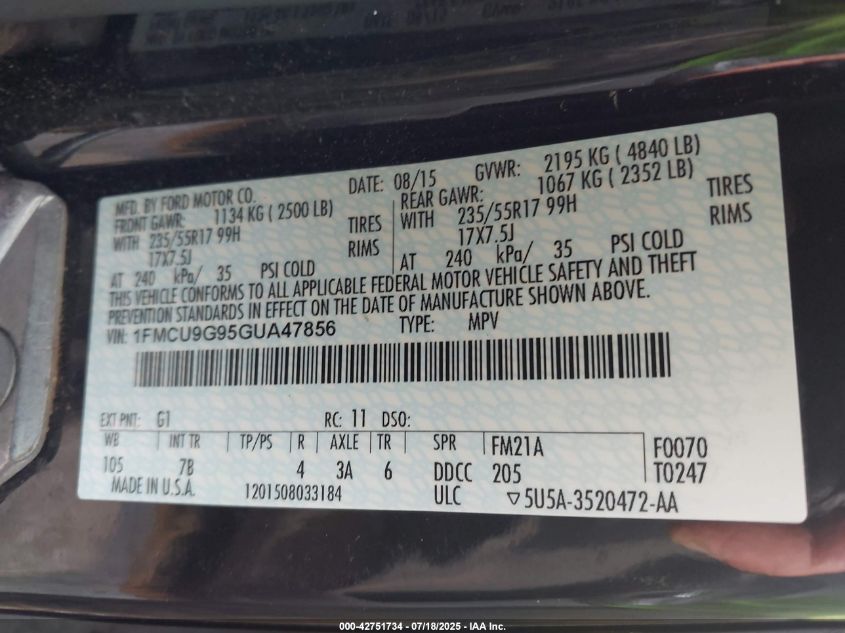 MFD. BY FORD MOTOR CO.
DATE: 08/15 GVWR: 2195 KG ( 4840 LB)
FRONT GAWR: 1134 KG ( 2500 LB)
WITH 235/55R17 99H TIRES
17X7.5J RIMS
AT 240 kPa/ 35 PSI COLD
REAR GAWR: 1067 KG ( 2352 LB)
WITH 235/55R17 99H TIRES
17X7.5J RIMS
AT 240 kPa/ 35 PSI COLD
THIS VEHICLE CONFORMS TO ALL APPLICABLE FEDERAL MOTOR VEHICLE SAFETY AND THEFT
PREVENTION STANDARDS IN EFFECT ON THE DATE OF MANUFACTURE SHOWN ABOVE.
VIN: 1FMCU9G95GUA47856 TYPE: MPV
EXT PNT: G1 RC: 11 DSO:
WB INT TR TP/PS R AXLE TR SPR FM21A F0070
105 7B 4 3A 6 DDCC 205 T0247
MADE IN U.S.A. 1201508033184 ULC ▽5U5A-3520472-AA
000-42751734 / 07/18/2025 - IAA Inc.